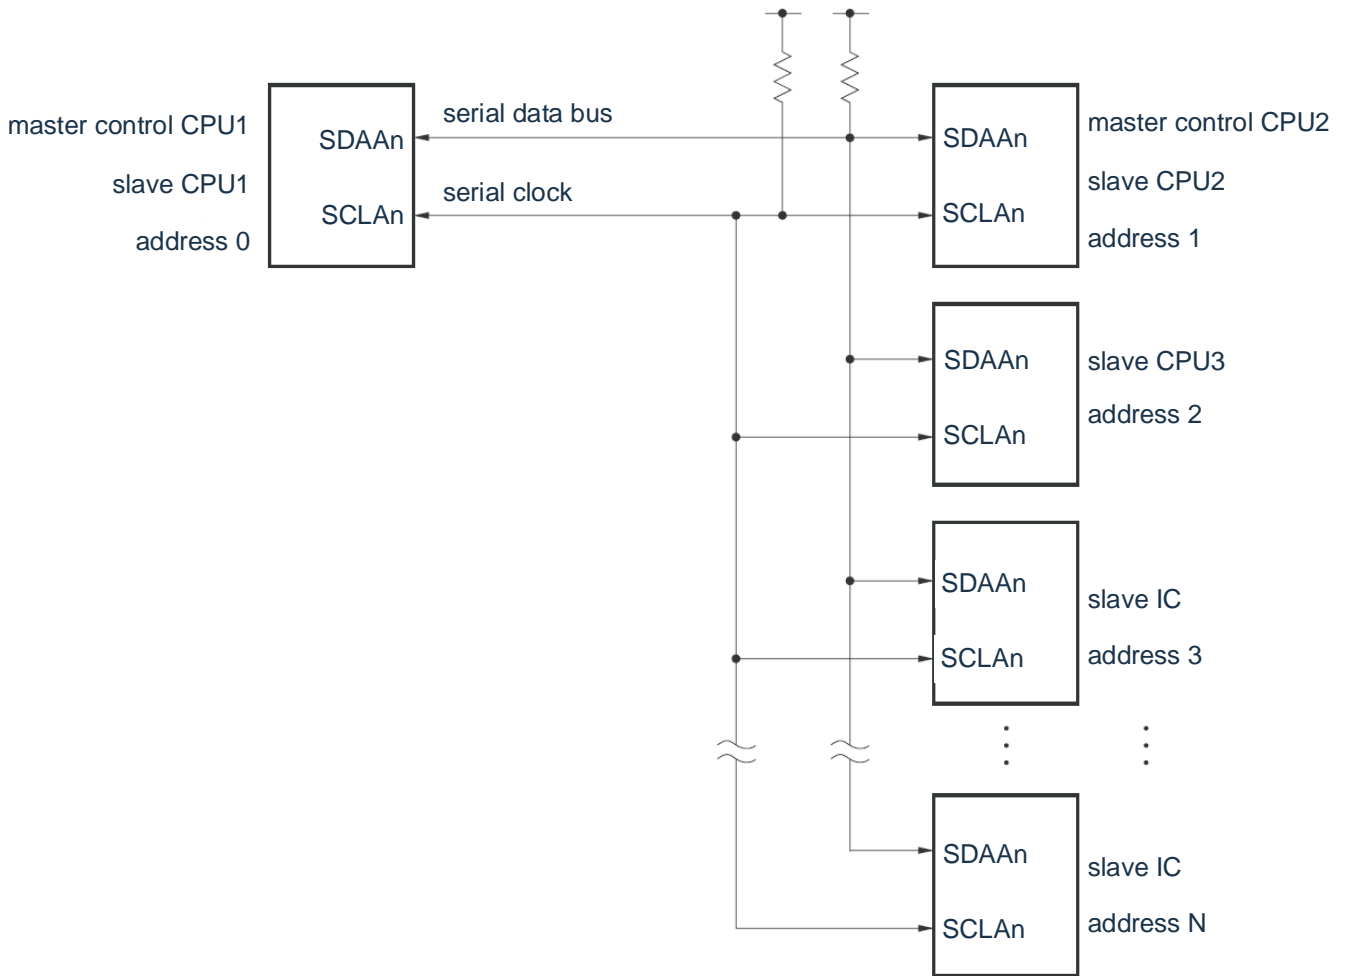 serial data bus
master control CPU1
SDAAn
SDAAn
master control CPU2
slave CPU1
serial clock
slave CPU2
SCLAn
SCLAn
address 0
address 1
SDAAn
slave CPU3
address 2
SCLAn
SDAAn
slave IC
SCLAn
address 3
SDAAn
slave IC
SCLAn
address N